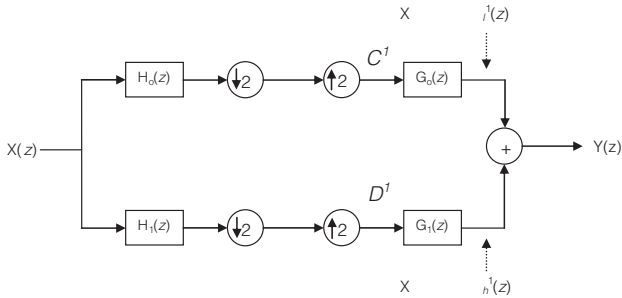 X ₗ¹(z)
H₀(z) ↓2 ↑2 C¹ G₀(z)
X(z) + Y(z)
H₁(z) ↓2 ↑2 D¹ G₁(z)
X ₕ¹(z)